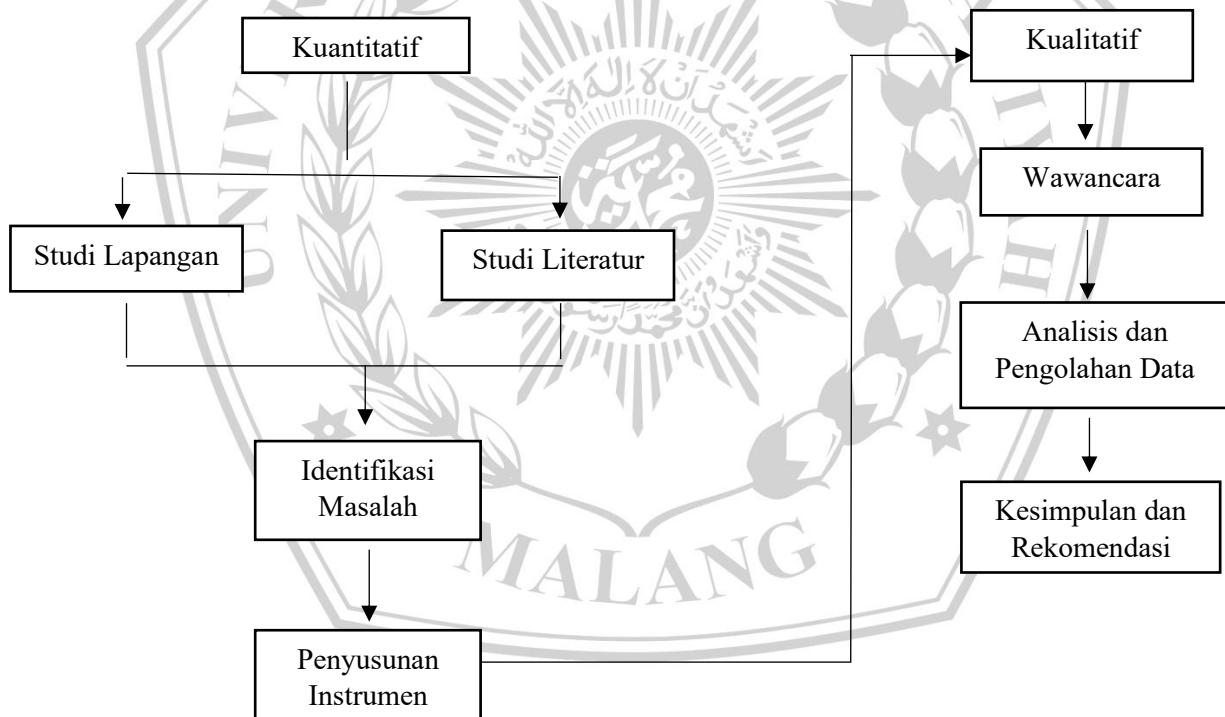 Kuantitatif
Studi Lapangan
Studi Literatur
Identifikasi
Masalah
Penyusunan
Instrumen
Kualitatif
Wawancara
Analisis dan
Pengolahan Data
Kesimpulan dan
Rekomendasi
MALANG